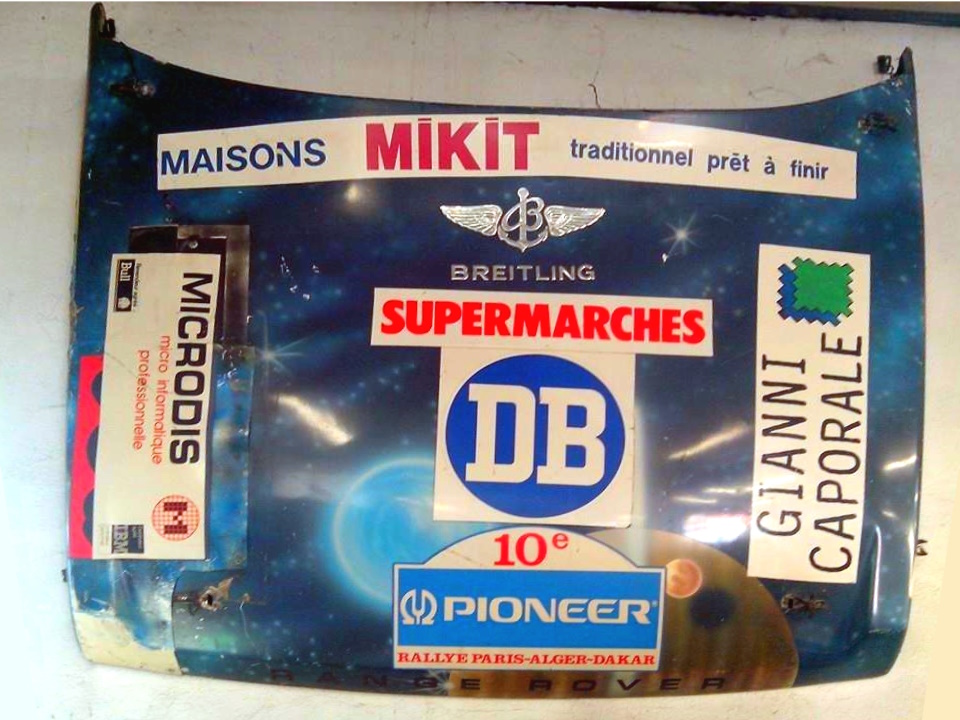 MAISONS MIKIT traditionnel prêt à finir
BREITLING
SUPERMARCHES
DB
10e
PIONEER
RALLYE PARIS-ALGER-DAKAR
RANGE ROVER
MICRODIS
micro informatique
professionnelle
Bull
IBM
M
GIANNI
CAPORALE